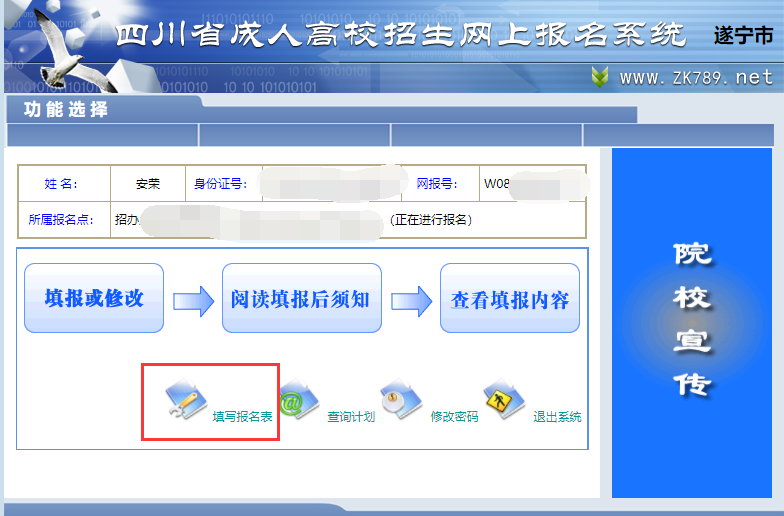 四川省成人高校招生网上报名系统 遂宁市
www.ZK789.net
功能选择
姓 名： 安荣 身份证号： 网报号： W08
所属报名点： 招办 （正在进行报名）
填报或修改 阅读填报后须知 查看填报内容
填写报名表 查询计划 修改密码 退出系统
院
校
宣
传